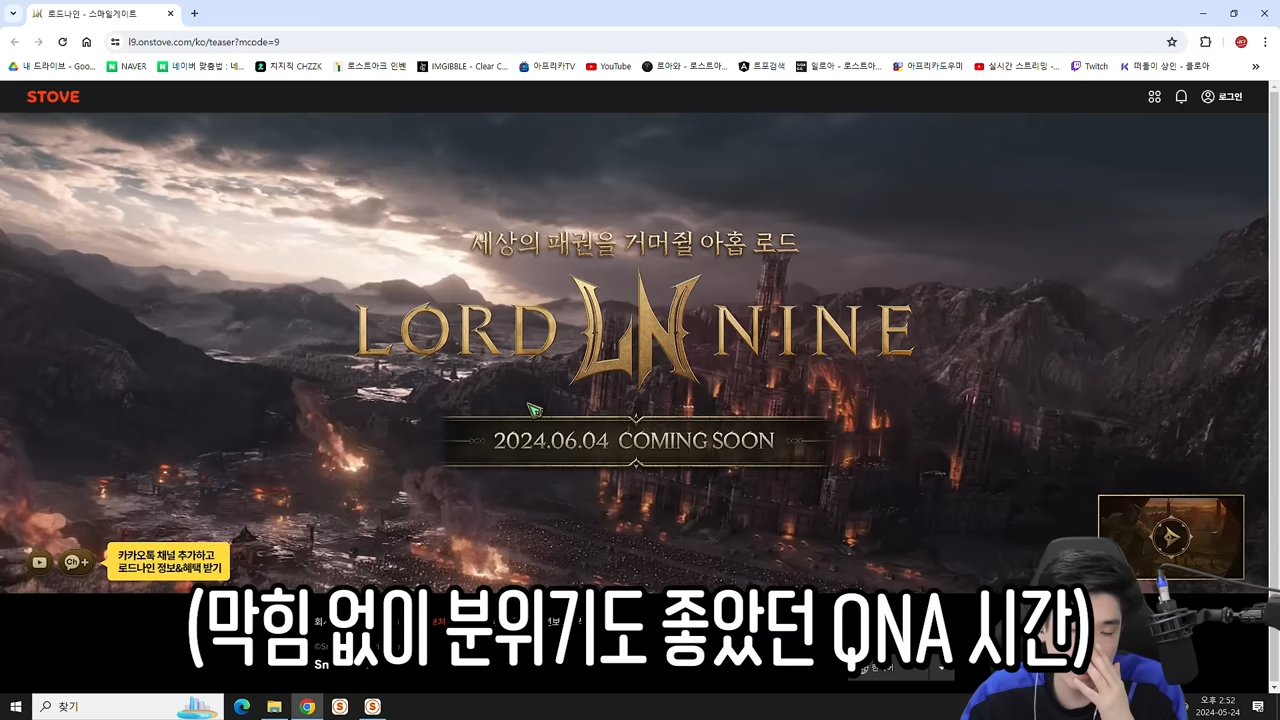 로드나인 - 스마일게이트
l9.onstove.com/ko/teaser?mcode=9
내 드라이브 - Goo...
NAVER
네이버 맞춤법 : 네...
치지직 CHZZK
로스트아크 인벤
IMGIBBLE - Clear C...
아프리카TV
YouTube
로아와 - 로스트아...
트포검색
일로아 - 로스트아...
아프리카도우미
실시간 스트리밍 -...
Twitch
떠돌이 상인 - 클로아
STOVE
로그인
세상의 패권을 거머쥘 아홉 로드
LORD LN NINE
2024.06.04 COMING SOON
Ch+
카카오톡 채널 추가하고
로드나인 정보&혜택 받기
(막힘 없이 분위기도 좋았던 QNA 시간)
찾기
오후 2:52
2024-05-24